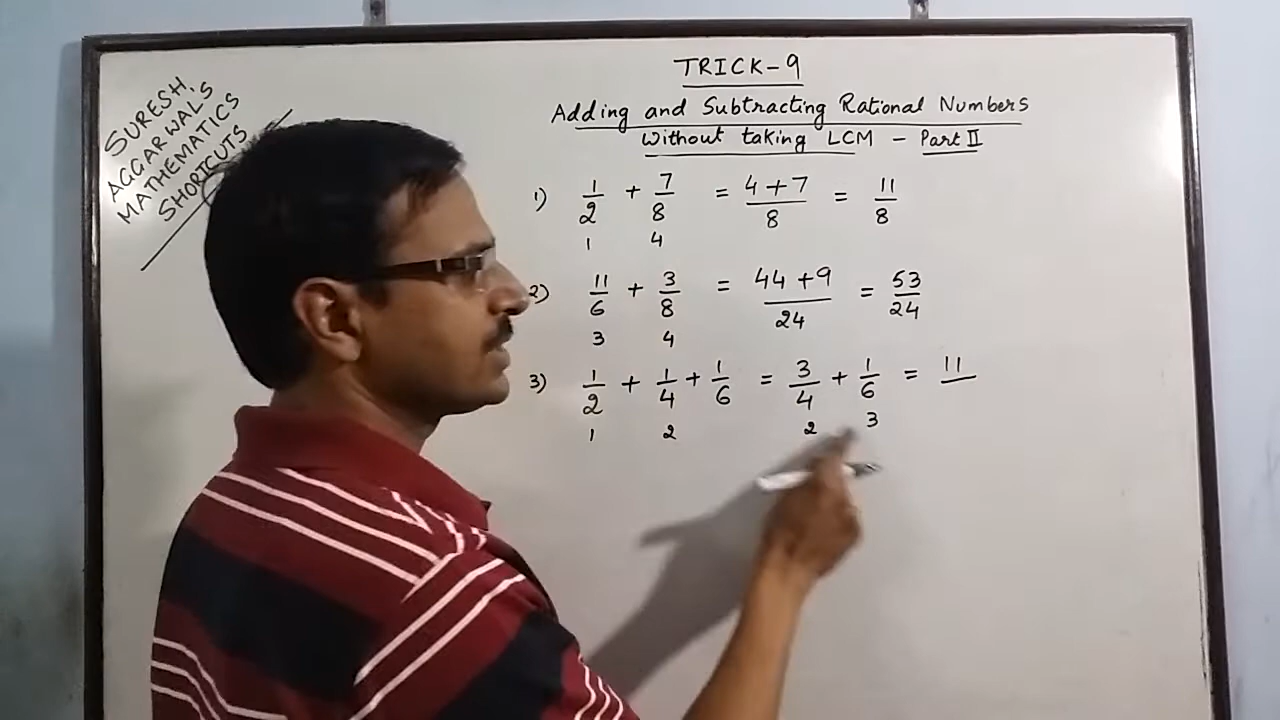 SURESH
AGGARWAL'S
MATHEMATICS
SHORTCUTS
TRICK-9
Adding and Subtracting Rational Numbers
Without taking LCM - Part II
1) 1/2 + 7/8 = 4+7/8 = 11/8
1 4
2) 11/6 + 3/8 = 44+9/24 = 53/24
3 4
3) 1/2 + 1/4 + 1/6 = 3/4 + 1/6 = 11
1 2 2 3